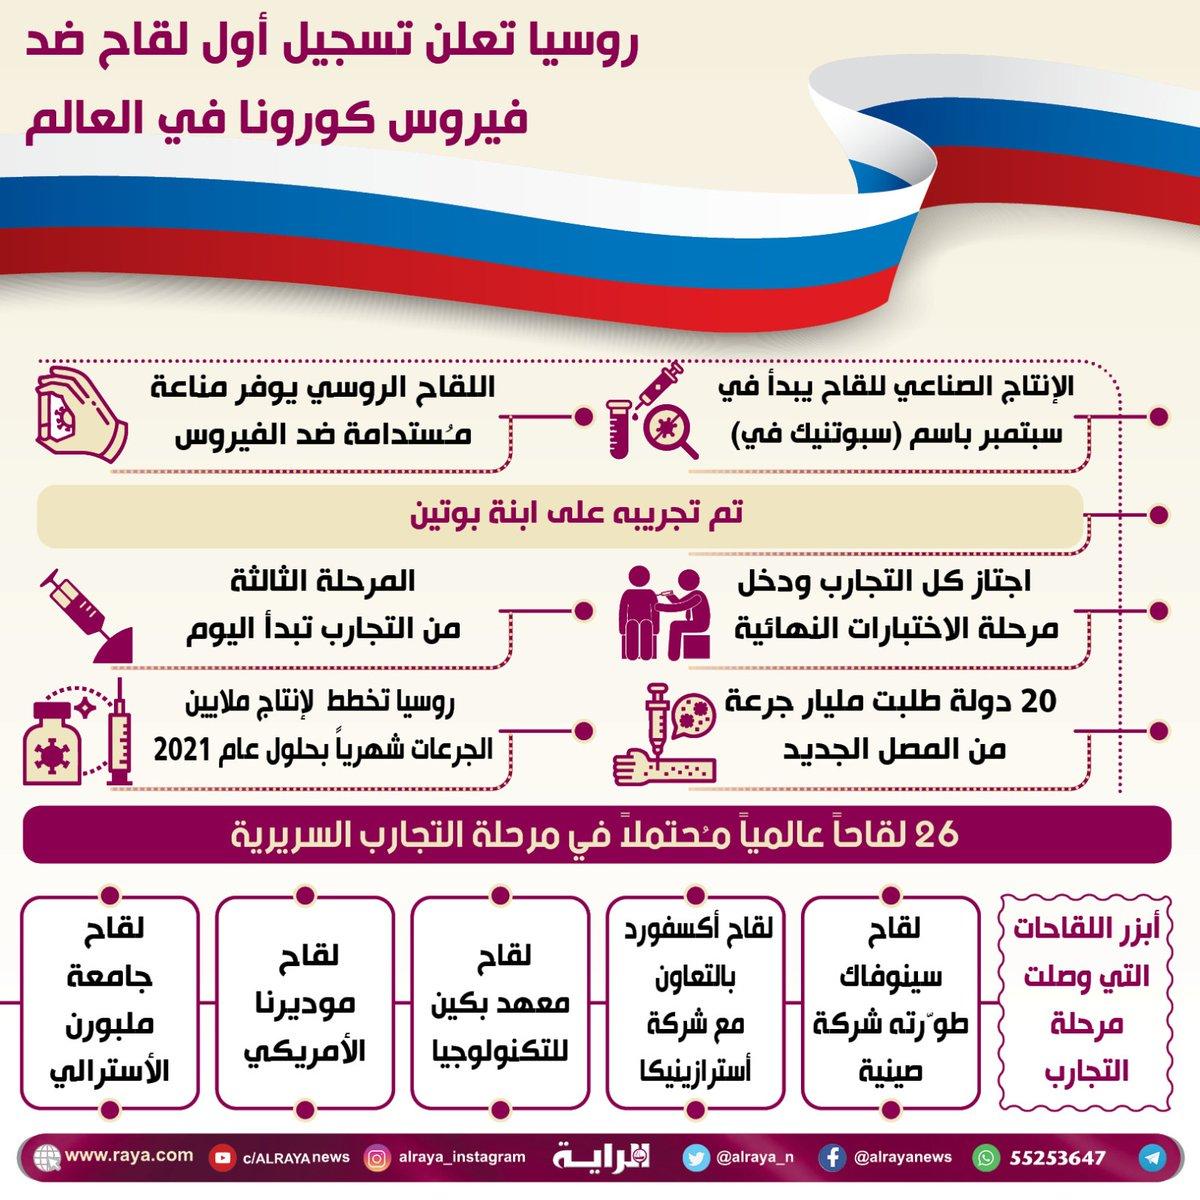 روسيا تعلن تسجيل أول لقاح ضد
فيروس كورونا في العالم
الإنتاج الصناعي للقاح يبدأ في
سبتمبر باسم (سبوتنيك في)
اللقاح الروسي يوفر مناعة
مُستدامة ضد الفيروس
تم تجريبه على ابنة بوتين
اجتاز كل التجارب ودخل
مرحلة الاختبارات النهائية
المرحلة الثالثة
من التجارب تبدأ اليوم
20 دولة طلبت مليار جرعة
من المصل الجديد
روسيا تخطط لإنتاج ملايين
الجرعات شهرياً بحلول عام 2021
26 لقاحاً عالمياً مُحتملاً في مرحلة التجارب السريرية
أبزر اللقاحات
التي وصلت
مرحلة
التجارب
لقاح
سينوفاك
طوّرته شركة
صينية
لقاح أكسفورد
بالتعاون
مع شركة
أسترازينيكا
لقاح
معهد بكين
للتكنولوجيا
لقاح
موديرنا
الأمريكي
لقاح
جامعة
ملبورن
الأسترالي
www.raya.com c/ALRAYAnews alraya_instagram الراية @alraya_n @alrayanews 55253647